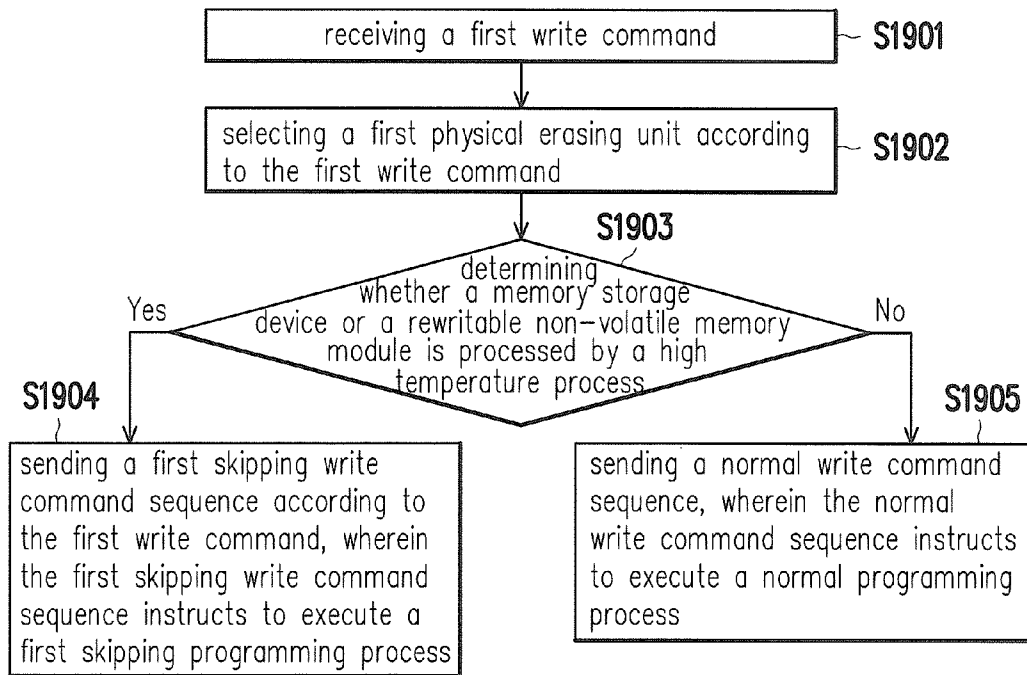 receiving a first write command
S1901
selecting a first physical erasing unit according
to the first write command
S1902
S1903
determining
whether a memory storage
device or a rewritable non-volatile memory
module is processed by a high
temperature process
Yes
No
S1904
sending a first skipping write
command sequence according to
the first write command, wherein
the first skipping write command
sequence instructs to execute a
first skipping programming process
S1905
sending a normal write command
sequence, wherein the normal
write command sequence instructs
to execute a normal programming
process